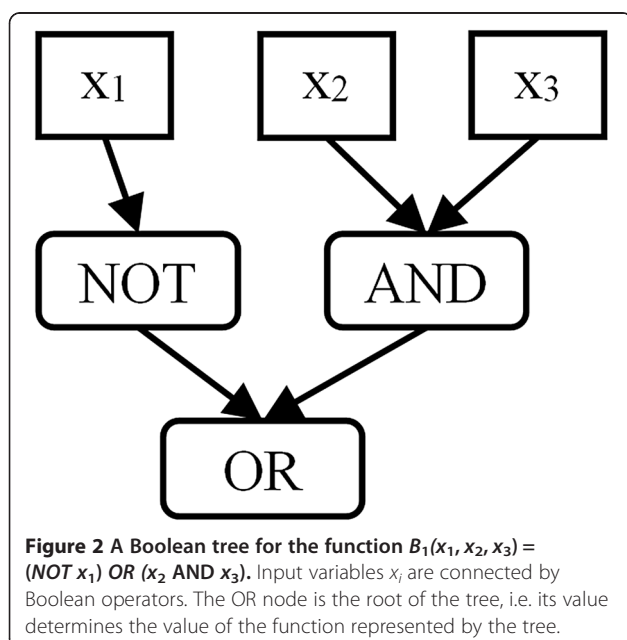 x1 x2 x3
NOT AND
OR
Figure 2 A Boolean tree for the function B₁(x₁, x₂, x₃) =
(NOT x₁) OR (x₂ AND x₃). Input variables xᵢ are connected by
Boolean operators. The OR node is the root of the tree, i.e. its value
determines the value of the function represented by the tree.